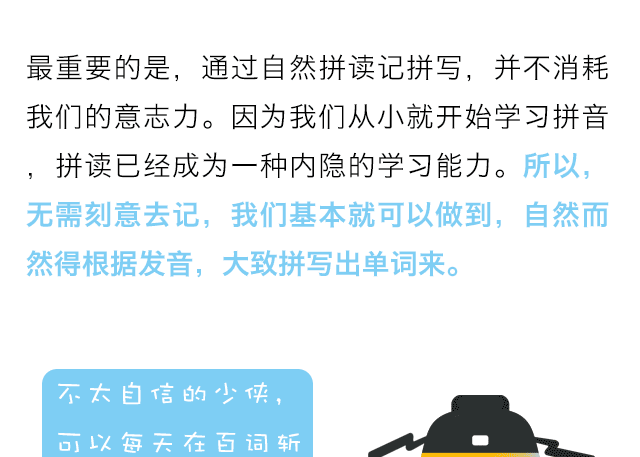 最重要的是，通过自然拼读记拼写，并不消耗
我们的意志力。因为我们从小就开始学习拼音
，拼读已经成为一种内隐的学习能力。所以，
无需刻意去记，我们基本就可以做到，自然而
然得根据发音，大致拼写出单词来。
不太自信的少侠，
可以每天在百词斩